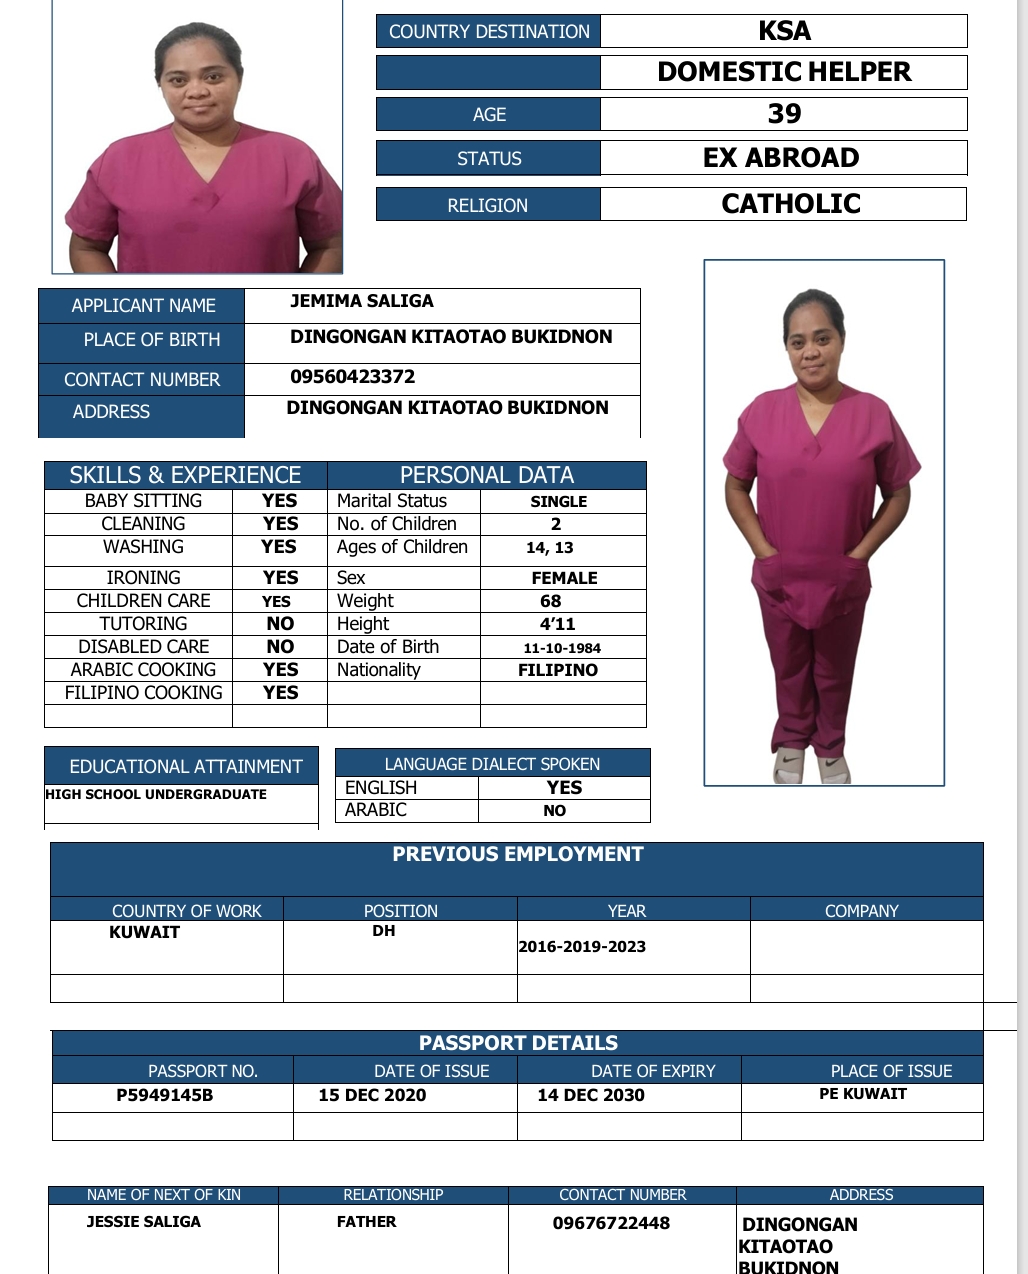 COUNTRY DESTINATION KSA
DOMESTIC HELPER
AGE 39
STATUS EX ABROAD
RELIGION CATHOLIC
APPLICANT NAME JEMIMA SALIGA
PLACE OF BIRTH DINGONGAN KITAOTAO BUKIDNON
CONTACT NUMBER 09560423372
ADDRESS DINGONGAN KITAOTAO BUKIDNON
SKILLS & EXPERIENCE PERSONAL DATA
BABY SITTING YES Marital Status SINGLE
CLEANING YES No. of Children 2
WASHING YES Ages of Children 14, 13
IRONING YES Sex FEMALE
CHILDREN CARE YES Weight 68
TUTORING NO Height 4’11
DISABLED CARE NO Date of Birth 11-10-1984
ARABIC COOKING YES Nationality FILIPINO
FILIPINO COOKING YES
EDUCATIONAL ATTAINMENT
HIGH SCHOOL UNDERGRADUATE
LANGUAGE DIALECT SPOKEN
ENGLISH YES
ARABIC NO
PREVIOUS EMPLOYMENT
COUNTRY OF WORK POSITION YEAR COMPANY
KUWAIT DH 2016-2019-2023
PASSPORT DETAILS
PASSPORT NO. DATE OF ISSUE DATE OF EXPIRY PLACE OF ISSUE
P5949145B 15 DEC 2020 14 DEC 2030 PE KUWAIT
NAME OF NEXT OF KIN RELATIONSHIP CONTACT NUMBER ADDRESS
JESSIE SALIGA FATHER 09676722448 DINGONGAN
KITAOTAO
BUKIDNON